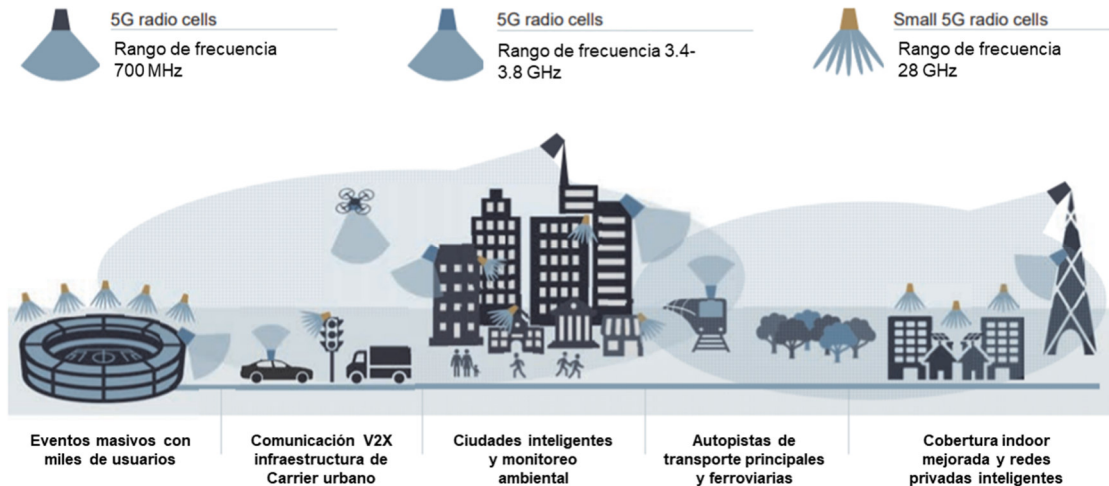 5G radio cells
Rango de frecuencia
700 MHz
5G radio cells
Rango de frecuencia 3.4-
3.8 GHz
Small 5G radio cells
Rango de frecuencia
28 GHz
Eventos masivos con
miles de usuarios
Comunicación V2X
infraestructura de
Carrier urbano
Ciudades inteligentes
y monitoreo
ambiental
Autopistas de
transporte principales
y ferroviarias
Cobertura indoor
mejorada y redes
privadas inteligentes